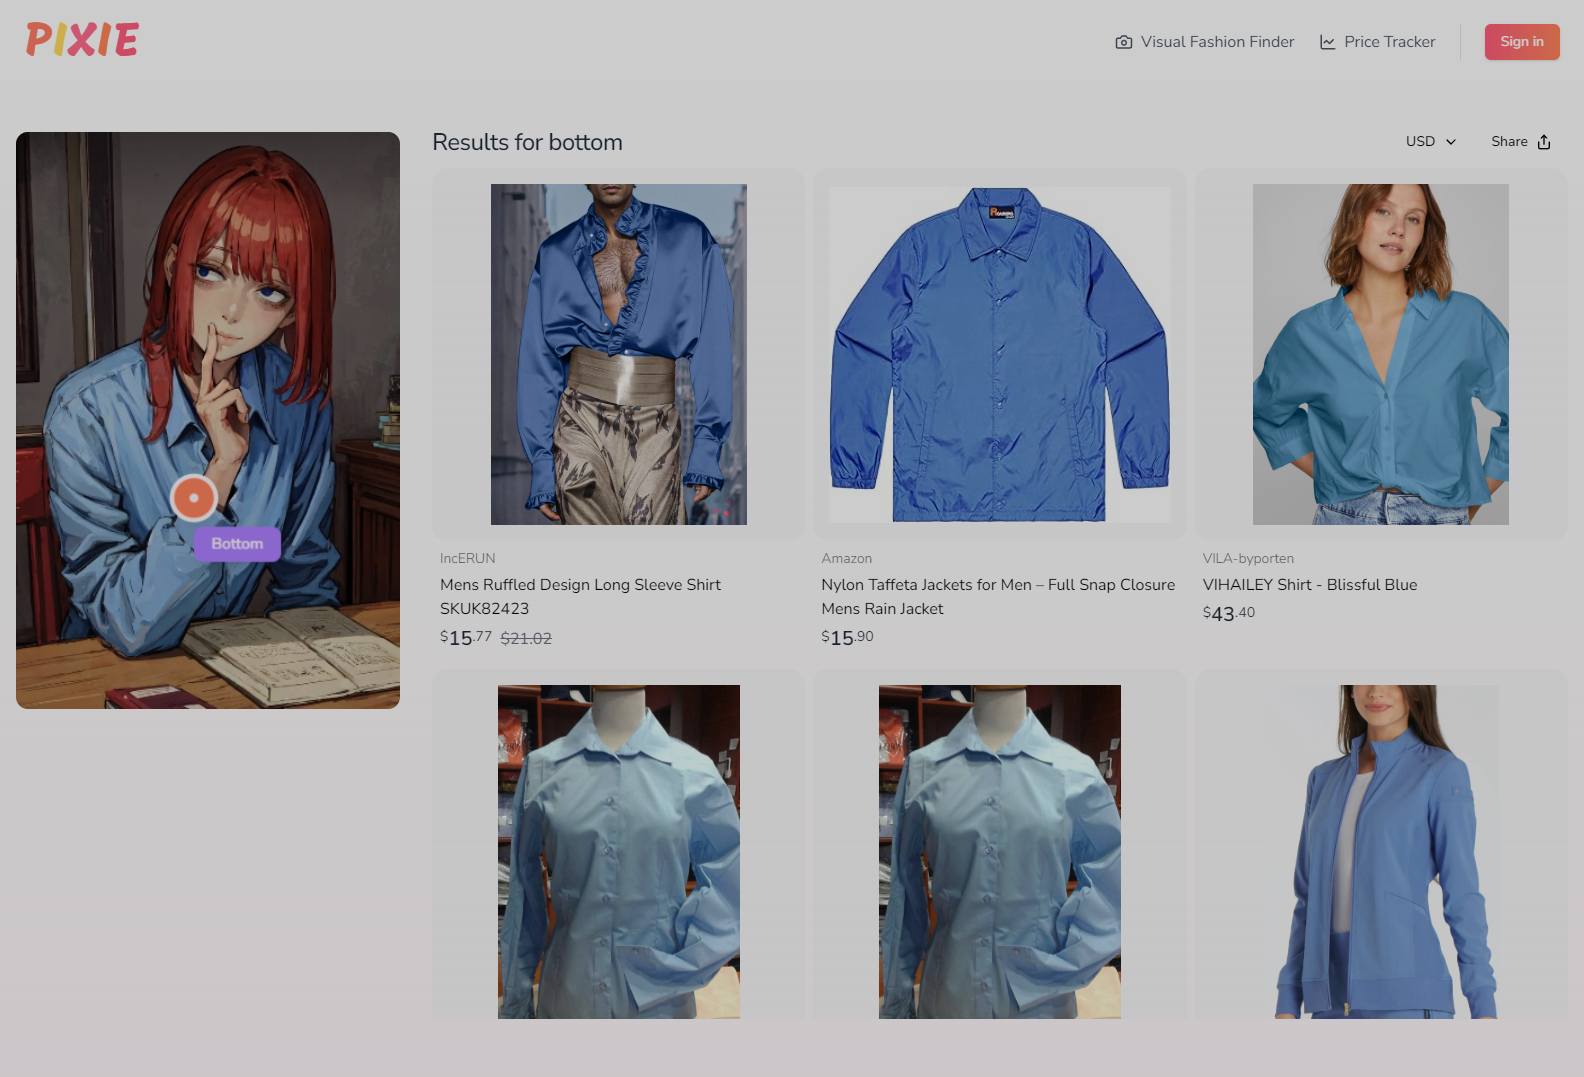 PIXIE
Visual Fashion Finder
Price Tracker
Sign in
Results for bottom
USD
Share
Bottom
IncERUN
Mens Ruffled Design Long Sleeve Shirt
SKUK82423
$15.77 $21.02
Amazon
Nylon Taffeta Jackets for Men – Full Snap Closure
Mens Rain Jacket
$15.90
VILA-byporten
VIHAILEY Shirt - Blissful Blue
$43.40